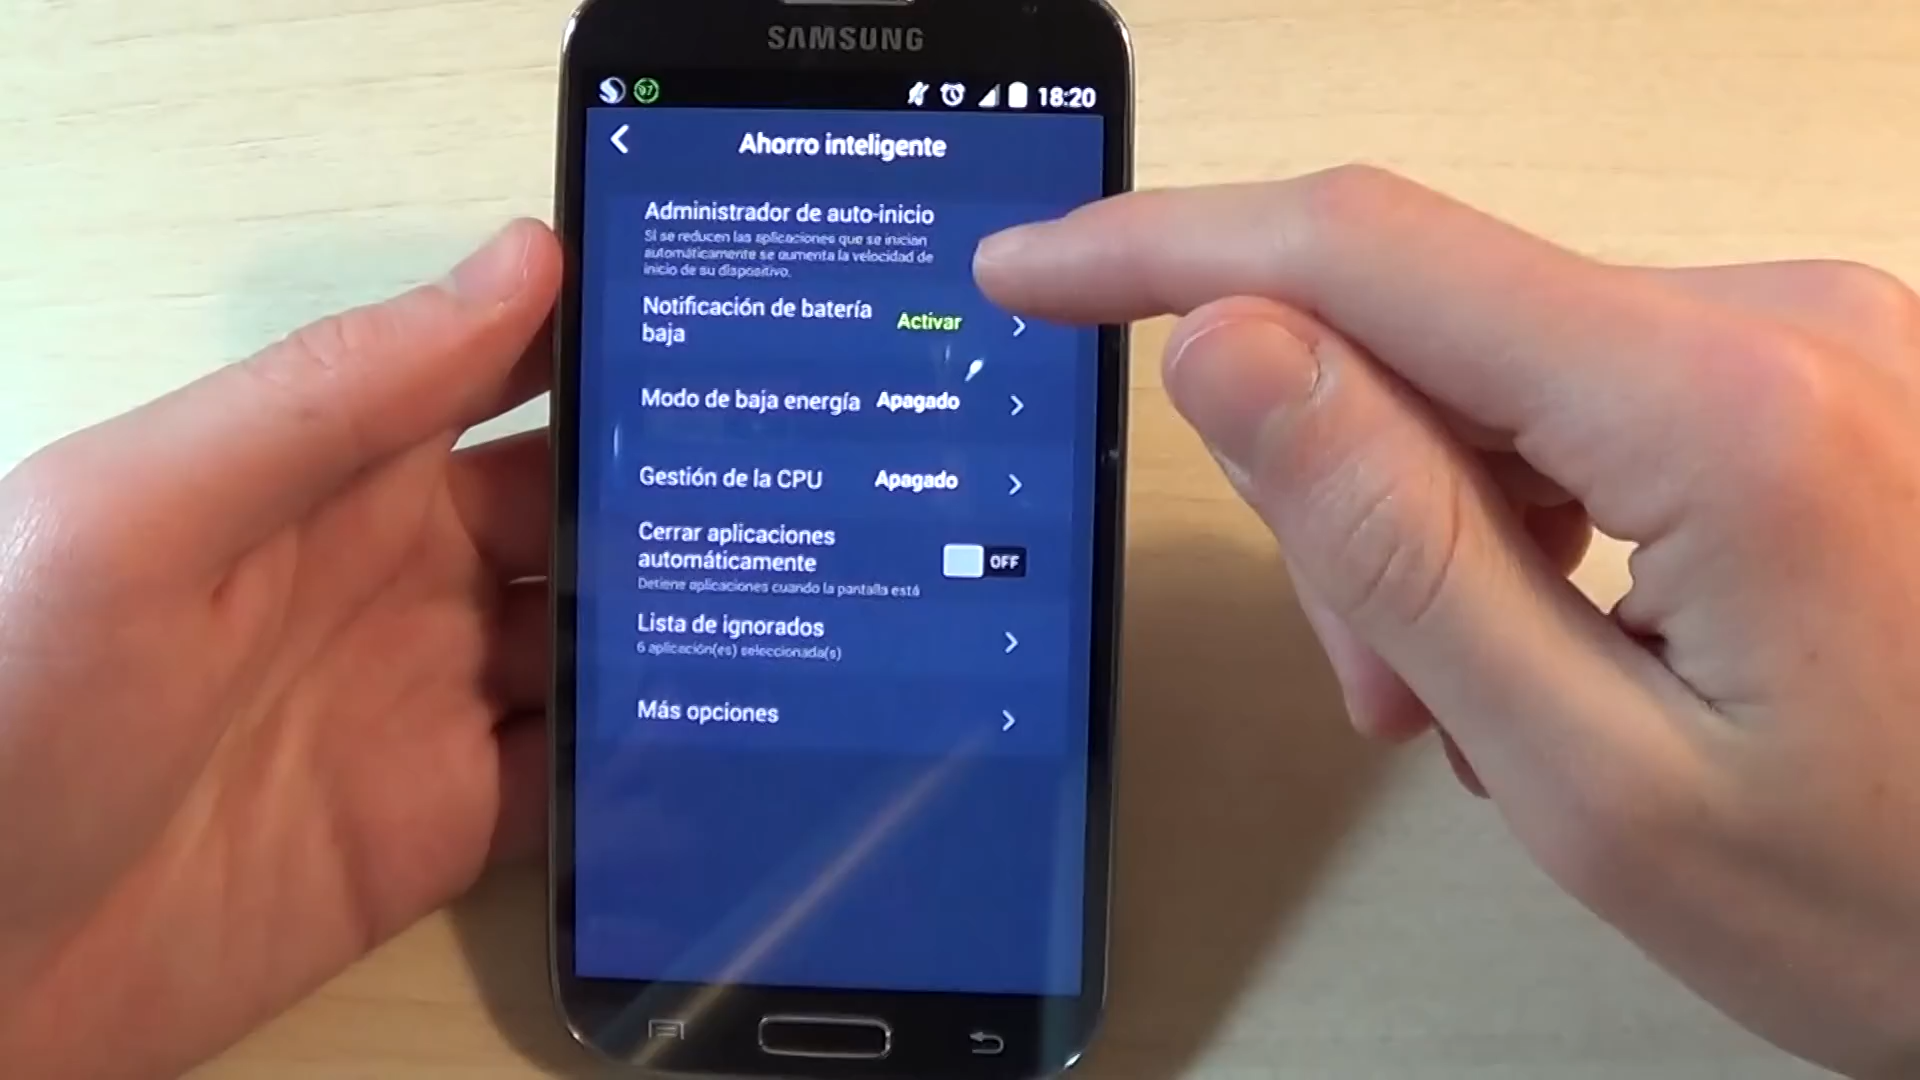 SAMSUNG
97
18:20
Ahorro inteligente
Administrador de auto-inicio
Si se reducen las aplicaciones que se inician
automáticamente se aumenta la velocidad de
inicio de su dispositivo.
Notificación de batería
baja
Activar
Modo de baja energía Apagado
Gestión de la CPU Apagado
Cerrar aplicaciones
automáticamente
OFF
Detiene aplicaciones cuando la pantalla está
Lista de ignorados
6 aplicación(es) seleccionada(s)
Más opciones